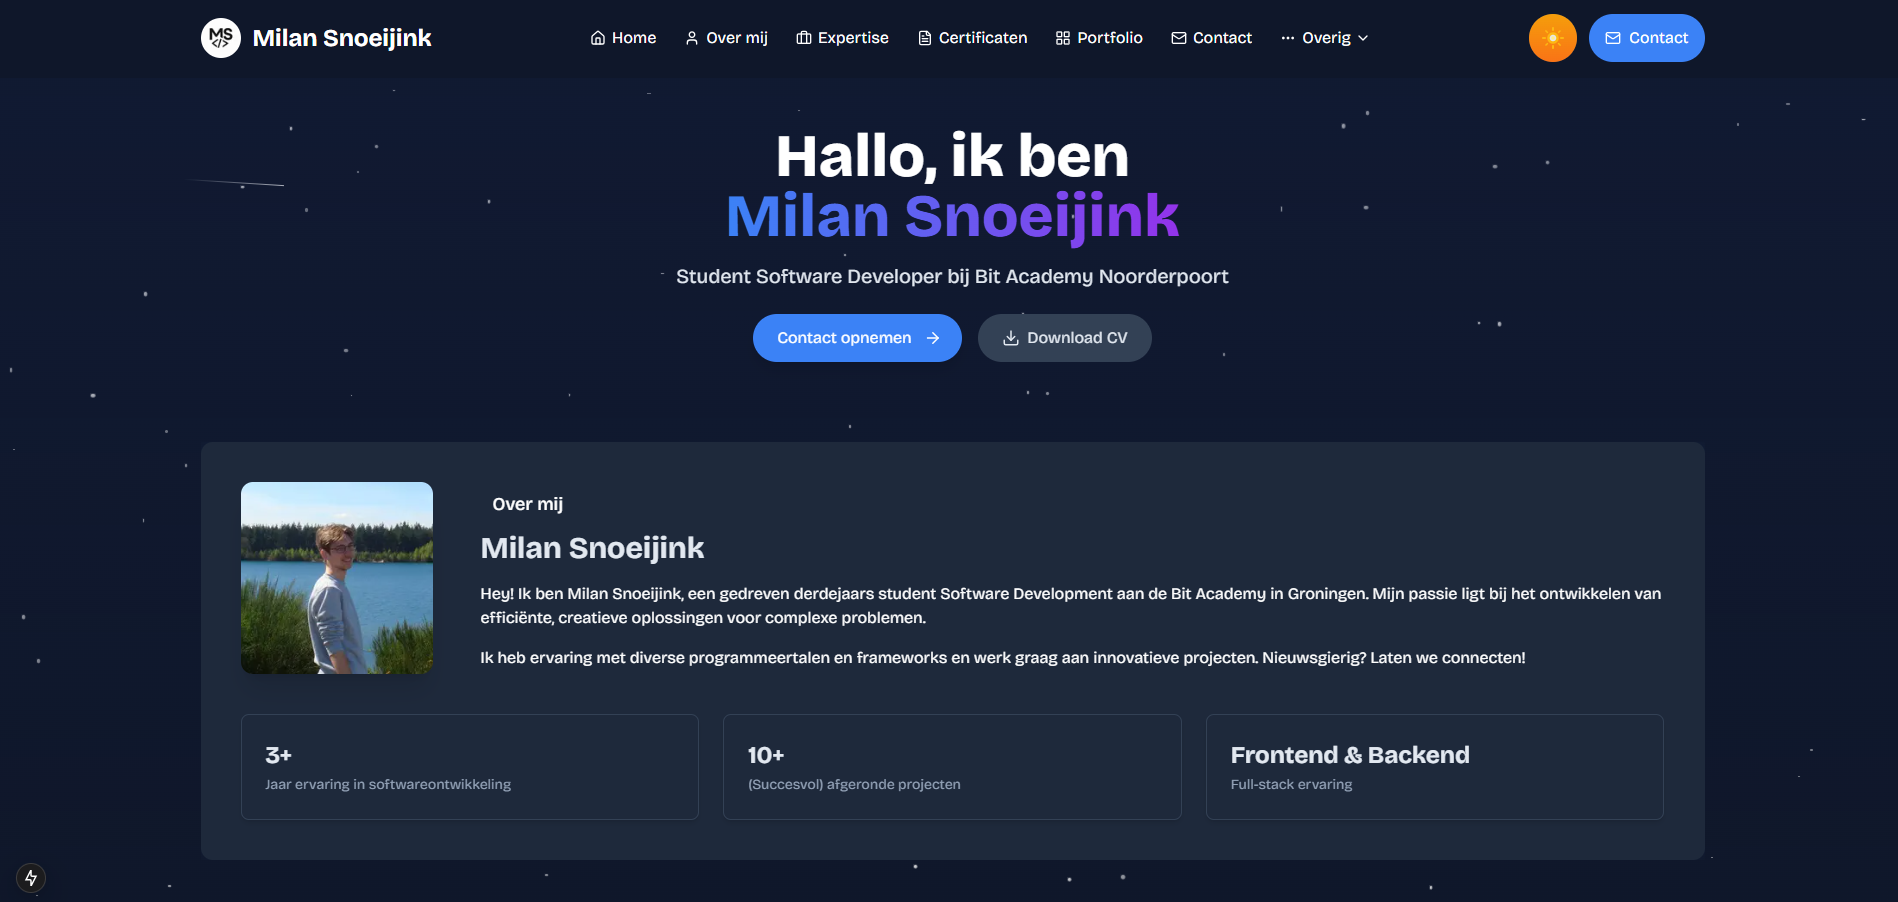 MS
</>
Milan Snoeijink
Home
Over mij
Expertise
Certificaten
Portfolio
Contact
Overig
Contact
Hallo, ik ben
Milan Snoeijink
Student Software Developer bij Bit Academy Noorderpoort
Contact opnemen
Download CV
Over mij
Milan Snoeijink
Hey! Ik ben Milan Snoeijink, een gedreven derdejaars student Software Development aan de Bit Academy in Groningen. Mijn passie ligt bij het ontwikkelen van
efficiënte, creatieve oplossingen voor complexe problemen.
Ik heb ervaring met diverse programmeertalen en frameworks en werk graag aan innovatieve projecten. Nieuwsgierig? Laten we connecten!
3+
Jaar ervaring in softwareontwikkeling
10+
(Succesvol) afgeronde projecten
Frontend & Backend
Full-stack ervaring